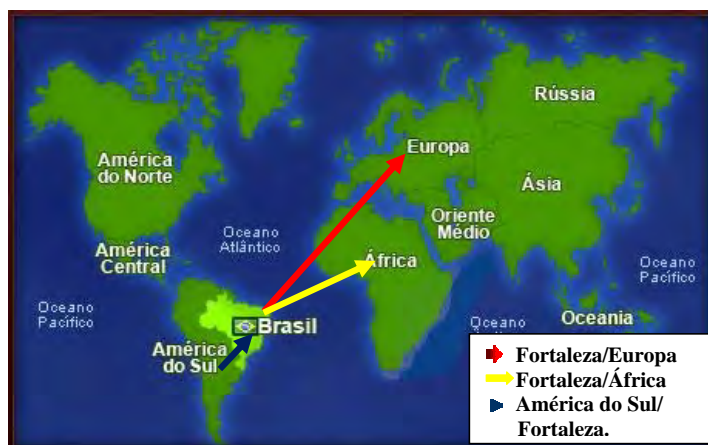 Rússia
Europa
América
do Norte
Ásia
Oriente
Médio
Oceano
Atlântico
América
Central
África
Oceano
Pacífico
Oceano
Pacífico
Brasil
Oceania
Oceano
América
do Sul
Fortaleza/Europa
Fortaleza/África
América do Sul/
Fortaleza.